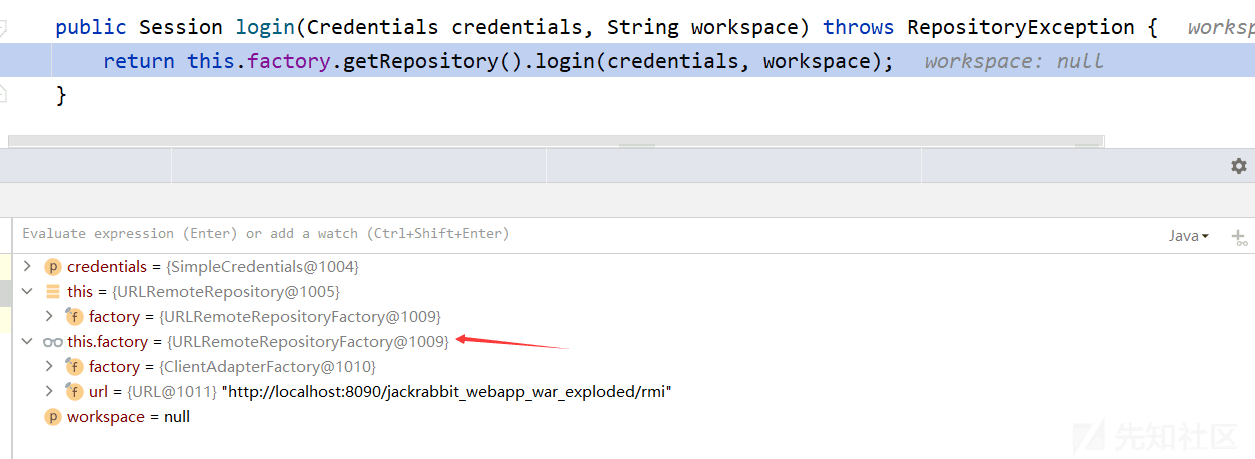 public Session login(Credentials credentials, String workspace) throws RepositoryException {   worksp
return this.factory.getRepository().login(credentials, workspace);   workspace: null
}
Evaluate expression (Enter) or add a watch (Ctrl+Shift+Enter)
Java
credentials = {SimpleCredentials@1004}
this = {URLRemoteRepository@1005}
factory = {URLRemoteRepositoryFactory@1009}
this.factory = {URLRemoteRepositoryFactory@1009}
factory = {ClientAdapterFactory@1010}
url = {URL@1011} "http://localhost:8090/jackrabbit_webapp_war_exploded/rmi"
workspace = null
先知社区